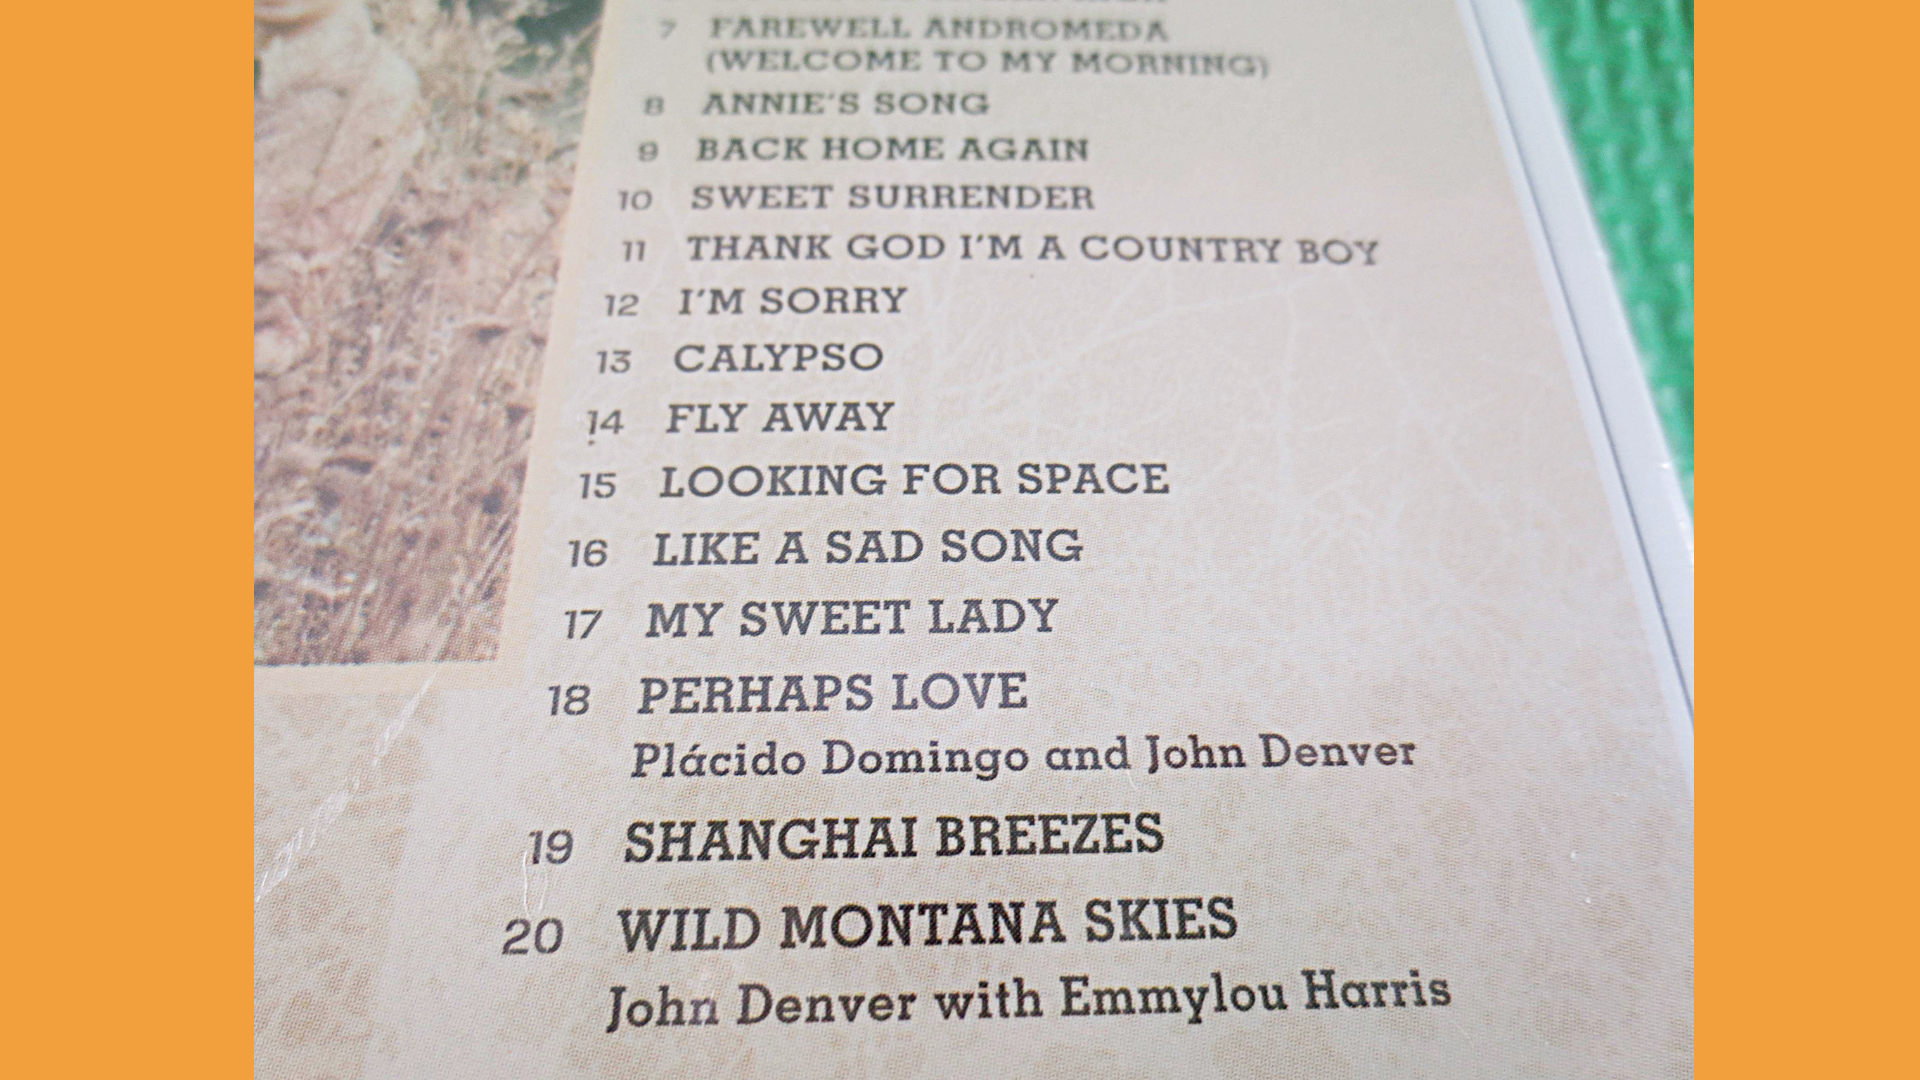 7 FAREWELL ANDROMEDA
(WELCOME TO MY MORNING)
8 ANNIE'S SONG
9 BACK HOME AGAIN
10 SWEET SURRENDER
11 THANK GOD I'M A COUNTRY BOY
12 I'M SORRY
13 CALYPSO
14 FLY AWAY
15 LOOKING FOR SPACE
16 LIKE A SAD SONG
17 MY SWEET LADY
18 PERHAPS LOVE
Plácido Domingo and John Denver
19 SHANGHAI BREEZES
20 WILD MONTANA SKIES
John Denver with Emmylou Harris